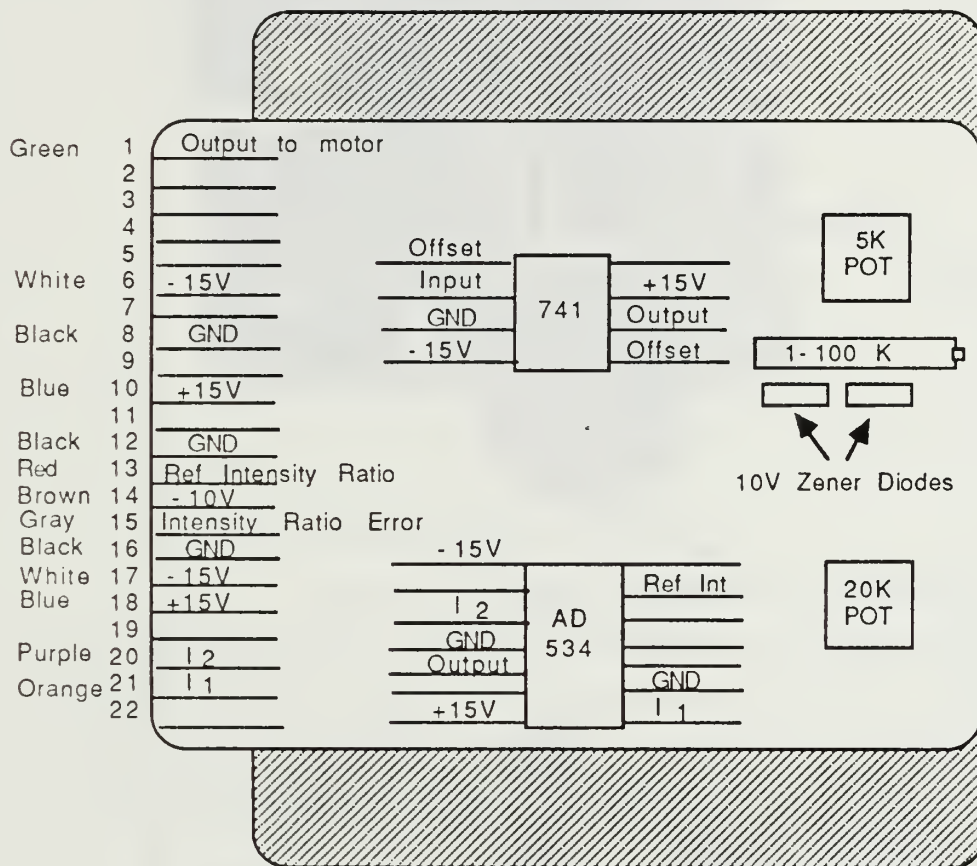 Green 1 Output to motor
2
3
4
5
White 6 -15V
7
Black 8 GND
9
Blue 10 +15V
11
Black 12 GND
Red 13 Ref Intensity Ratio
Brown 14 -10V
Gray 15 Intensity Ratio Error
Black 16 GND
White 17 -15V
Blue 18 +15V
19
Purple 20 I2
Orange 21 I1
22
Offset
Input
GND
-15V
741
+15V
Output
Offset
5K
POT
1-100 K
10V Zener Diodes
-15V
I2
GND
Output
+15V
AD
534
Ref Int
GND
I1
20K
POT